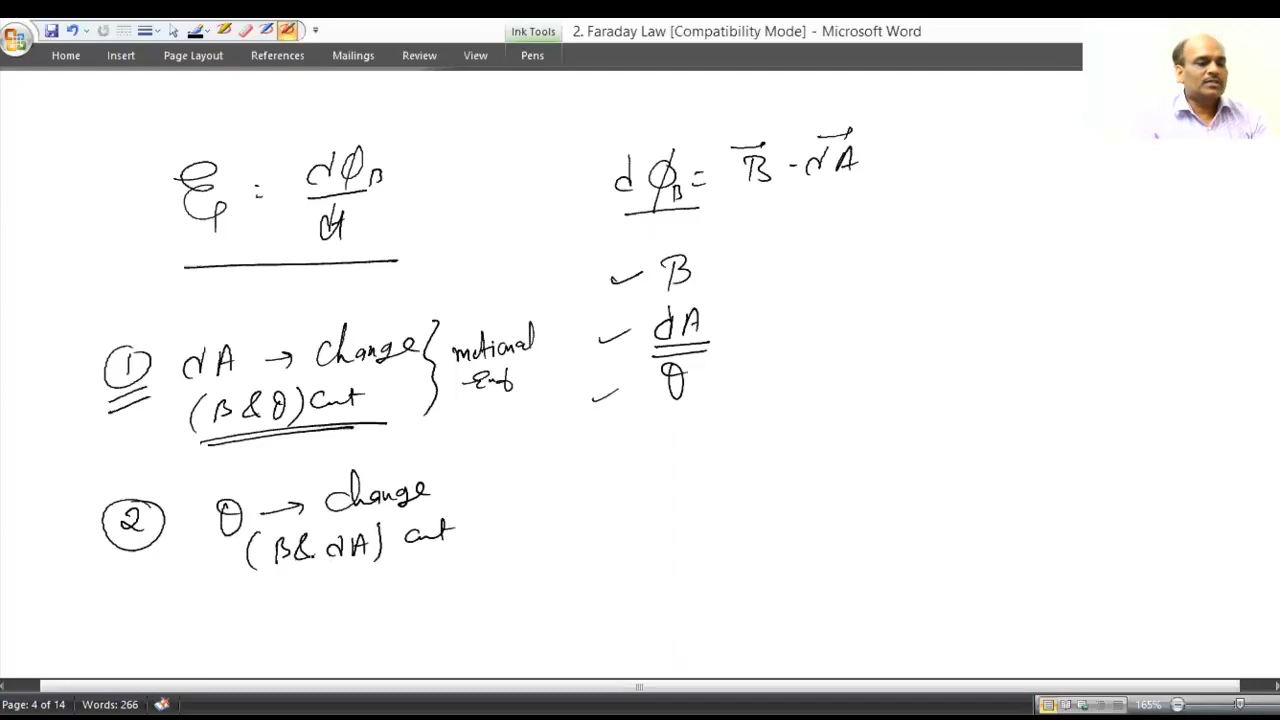 Ink Tools
2. Faraday Law [Compatibility Mode] - Microsoft Word
Home Insert Page Layout References Mailings Review View Pens
ℰ = dϕB/dt
dϕB = B⃗ · dA⃗
✓ B
✓ dA
✓ θ
① dA → change } motional
(B & θ) cnt emf
② θ → change
(B & dA) cnt
Page: 4 of 14 Words: 266 165%